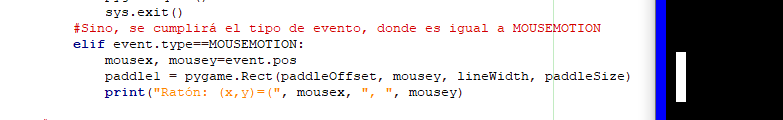 sys.exit()
#Sino, se cumplirá el tipo de evento, donde es igual a MOUSEMOTION
elif event.type==MOUSEMOTION:
mousex, mousey=event.pos
paddle1 = pygame.Rect(paddleOffset, mousey, lineWidth, paddleSize)
print("Ratón: (x,y)=(", mousex, ", ", mousey)